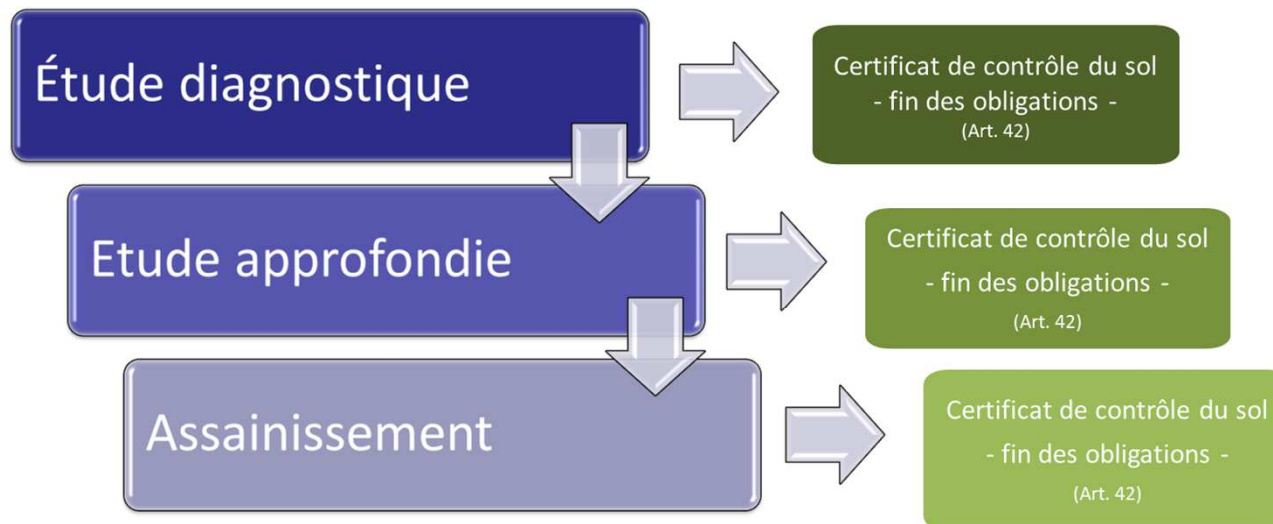 Étude diagnostique
Certificat de contrôle du sol
- fin des obligations -
(Art. 42)
Etude approfondie
Certificat de contrôle du sol
- fin des obligations -
(Art. 42)
Assainissement
Certificat de contrôle du sol
- fin des obligations -
(Art. 42)